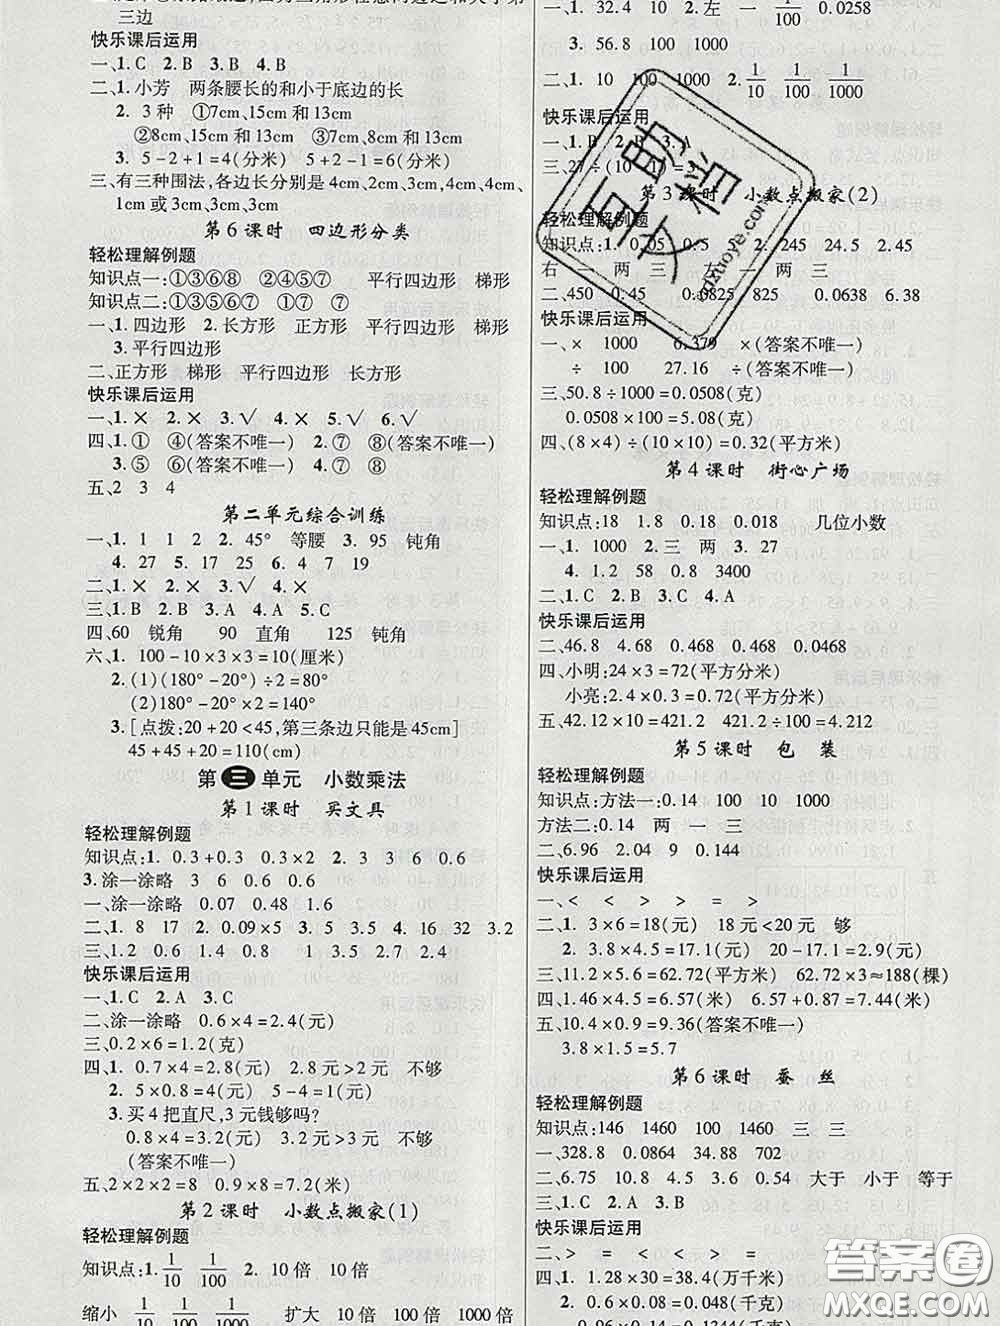 三边
快乐课后运用
一、1. C 2. B 3. B 4. B
二、1. 小芳 两条腰长的和小于底边的长
2. 3种 ①7cm,15cm和13cm
②8cm,15cm和13cm ③7cm,8cm和13cm
3. 5-2+1=4(分米) 5+2-1=6(分米)
三、有三种围法,各边长分别是4cm、2cm、3cm,4cm、4cm、
1cm或3cm、3cm、3cm
第6课时 四边形分类
轻松理解例题
知识点一:①③⑥⑧ ②④⑤⑦ 平行四边形 梯形
知识点二:①③⑥⑦⑧ ①⑦ ⑦
一、1. 四边形 2. 长方形 正方形 平行四边形 梯形
3. 平行四边形
二、正方形 梯形 平行四边形 长方形
快乐课后运用
一、1. × 2. × 3. √ 4. × 5. √ 6. √
四、1. ① ④(答案不唯一) 2. ⑦ ⑧(答案不唯一)
3. ⑤ ⑧(答案不唯一)
五、2 3 4
第二单元综合训练
一、1. 1 1 2. 45° 等腰 3. 95 钝角
4. 27 5. 17 25 6. 4 7 19
二、1. × 2. × 3. √ 4. ×
三、1. B 2. B 3. A 4. A 5. C
四、60 锐角 90 直角 125 钝角
六、1. 100-10×3×3=10(厘米)
2. (1)(180°-20°)÷2=80°
(2)180°-20°×2=140°
3. [点拨:20+20<45,第三条边只能是45cm]
45+45+20=110(cm)
第三单元 小数乘法
第1课时 买文具
轻松理解例题
知识点:1. 0.3+0.3 0.3×2 2. 3 3 6 0.6
3. 涂一涂略 3 6 0.6 0.6
一、涂一涂略 0.07 0.48 1.6
二、1. 8 17 2. 0.09×5 3. 5 3.5 4. 16 32 3.2
三、1.2 0.6 1.4 0.8 1 3.5 2.7 2.4
快乐课后运用
一、1. C 2. A 3. C
二、涂一涂略 0.6×4=2.4(元)
三、0.2×6=1.2(克)
四、1. 0.7×4=2.8(元) 2.8元>2元 不够
2. 5×0.8=4(元) 5-4=1(元)
3. 买4把直尺,3元钱够吗?
0.8×4=3.2(元) 3.2元>3元 不够
(答案不唯一)
五、2×2×2=8 0.9×8=7.2(元)
第2课时 小数点搬家(1)
轻松理解例题
知识点:1. 1/10 1/100 2. 10倍 10倍
缩小 1/10 1/100 1/1000 扩大 10倍 100倍 1000倍
一、1. 32.4 10 2. 左 一 1/100 0.0258
3. 56.8 100 1000
二、1. 10 100 1000 2. 1/10 1/100 1/1000
快乐课后运用
第3课时 小数点搬家(2)
轻松理解例题
知识点:1. 0.05 0.5 5 2. 245 24.5 2.45
右 一 两 三 左 一 两 三
二、450 0.45 0.0825 825 0.0638 6.38
快乐课后运用
一、× 1000 6.379 ×(答案不唯一)
÷ 100 27.16 ÷(答案不唯一)
三、50.8÷1000=0.0508(克)
0.0508×100=5.08(克)
四、(8×4)÷(10×10)=0.32(平方米)
第4课时 街心广场
轻松理解例题
知识点:18 1.8 0.18 0.018 几位小数
一、1. 1000 2. 三 两 3. 27
4. 1.2 58 0.8 3400
二、1. C 2. B 3. C 4. A
快乐课后运用
二、46.8 4.68 0.468 0.468 0.0468
四、小明:24×3=72(平方分米)
小亮:2.4×0.3=0.72(平方分米)
五、42.12×10=421.2 421.2÷100=4.212
第5课时 包装
轻松理解例题
知识点:方法一:0.14 100 10 1000
方法二:0.14 两 一 三
二、6.96 2.04 9 0.144
快乐课后运用
一、< < > > = >
二、1. 3×6=18(元) 18元<20元 够
2. 3.8×4.5=17.1(元) 20-17.1=2.9(元)
三、11.2×5.6=62.72(平方米) 62.72×3≈188(棵)
四、1.46×4.5=6.57(米) 6.57+0.87=7.44(米)
五、10.4×0.9=9.36(答案不唯一)
3.8×1.5=5.7
第6课时 蚕丝
轻松理解例题
知识点:146 1460 100 1460 三 三
一、328.8 0.0864 34.88 2.088
二、6.75 10.8 4.5 3.6 0.54 大于 小于 等于
三、1. C 2. A 3. B
快乐课后运用
二、> = = < > =
四、1. 1.28×30=38.4(万千米)
2. 0.96×0.4=0.384(千克)
答案圈
MXQE.COM